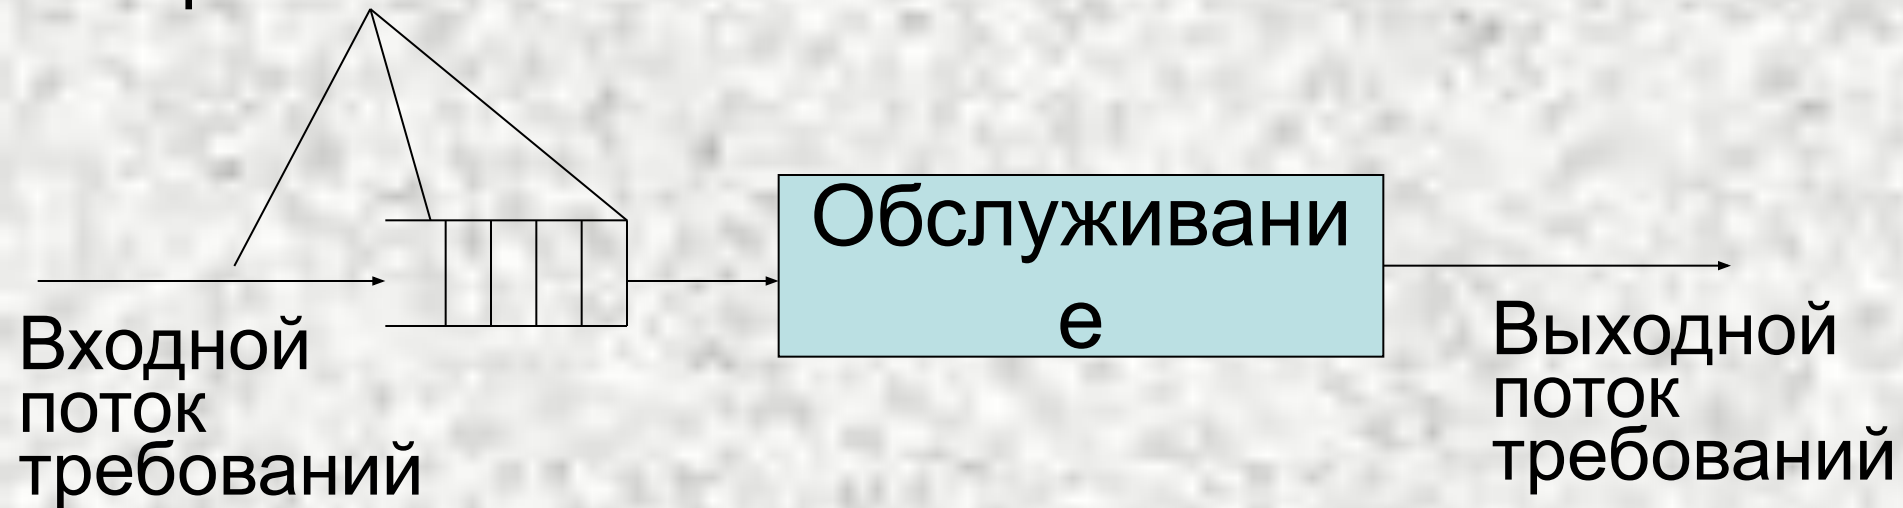 Обслуживани
е
Входной
поток
требований
Выходной
поток
требований